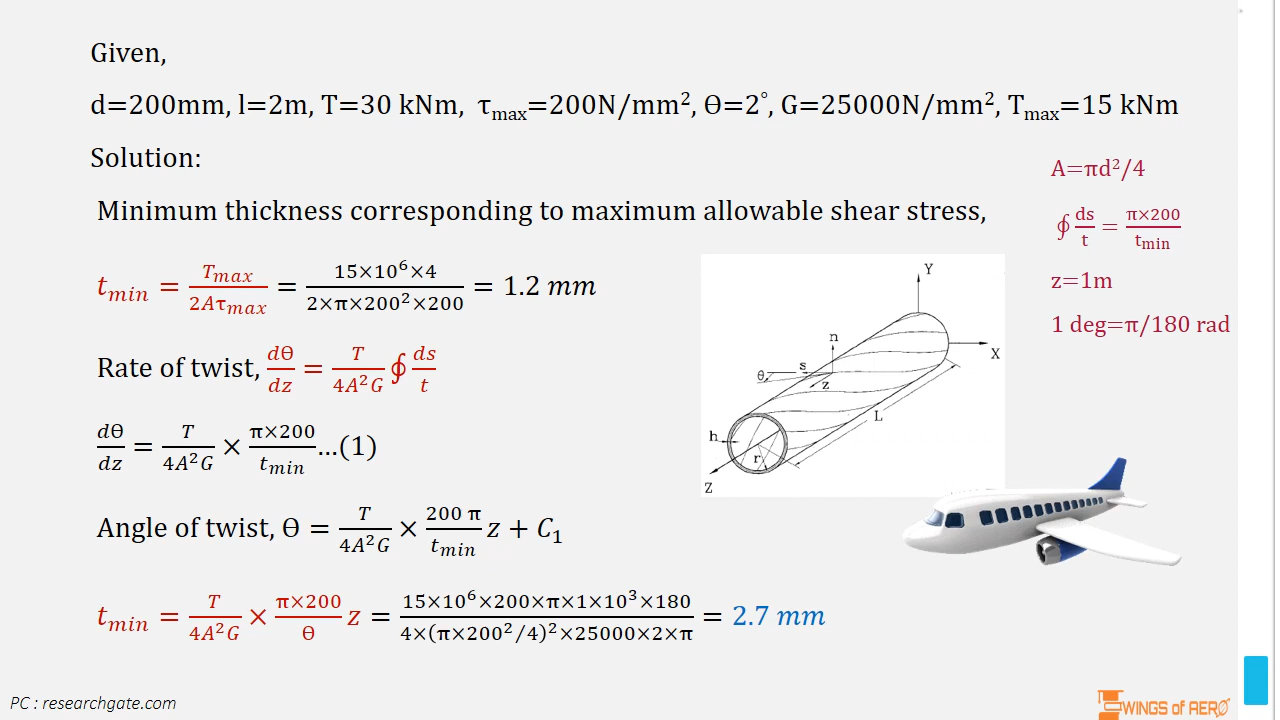 Given,
d=200mm, l=2m, T=30 kNm, τmax=200N/mm², ϴ=2°, G=25000N/mm², Tmax=15 kNm
Solution:
A=πd²/4
Minimum thickness corresponding to maximum allowable shear stress,
∮ ds/t = π×200/tmin
z=1m
1 deg=π/180 rad
t_min = T_max/2Aτ_max = 15×10⁶×4/2×π×200²×200 = 1.2 mm
Rate of twist, dϴ/dz = T/4A²G ∮ ds/t
dϴ/dz = T/4A²G × π×200/t_min …(1)
Angle of twist, ϴ = T/4A²G × 200 π/t_min z + C₁
t_min = T/4A²G × π×200/ϴ z = 15×10⁶×200×π×1×10³×180/4×(π×200²/4)²×25000×2×π = 2.7 mm
Y
X
n
s
θ
z
L
h
r
Z
PC : researchgate.com
WINGS of AERO